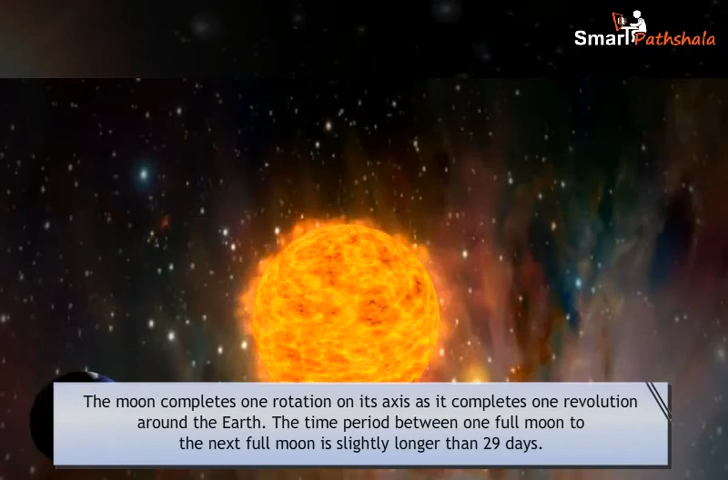 SmarTPathshala
The moon completes one rotation on its axis as it completes one revolution
around the Earth. The time period between one full moon to
the next full moon is slightly longer than 29 days.